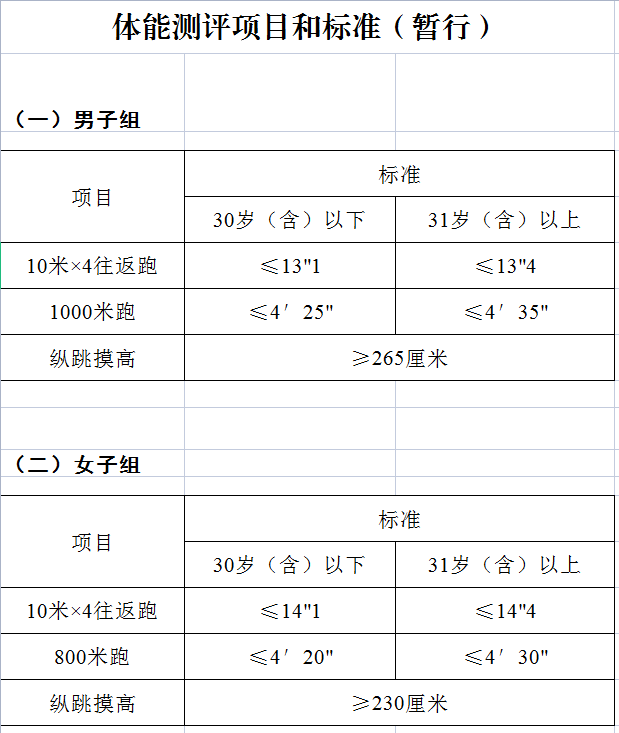 体能测评项目和标准（暂行）
（一）男子组
项目 标准
30岁（含）以下 31岁（含）以上
10米×4往返跑 ≤13"1 ≤13"4
1000米跑 ≤4′25" ≤4′35"
纵跳摸高 ≥265厘米
（二）女子组
项目 标准
30岁（含）以下 31岁（含）以上
10米×4往返跑 ≤14"1 ≤14"4
800米跑 ≤4′20" ≤4′30"
纵跳摸高 ≥230厘米